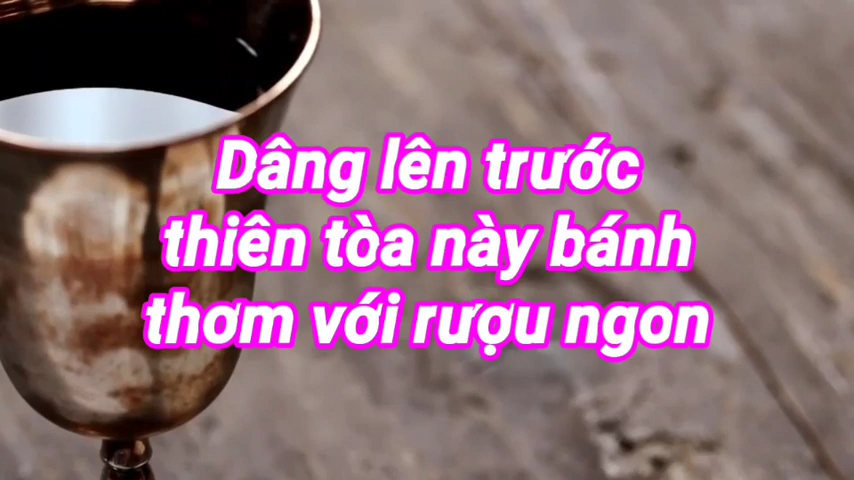 Dâng lên trước
thiên tòa này bánh
thơm với rượu ngon